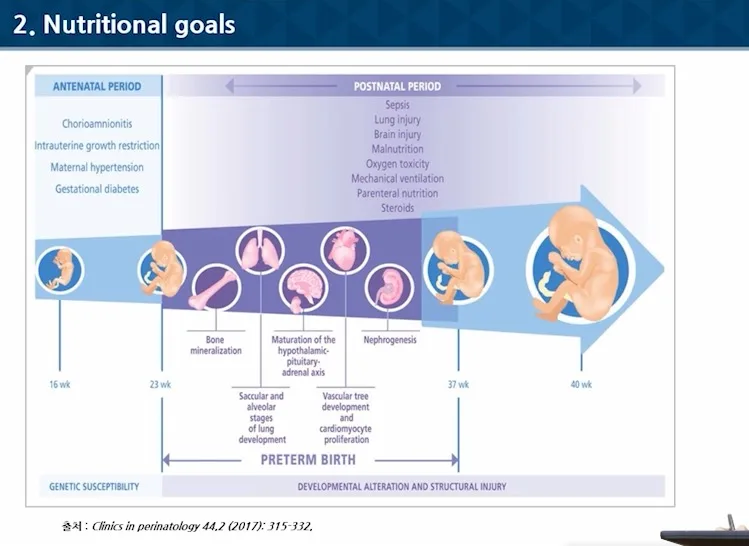 2. Nutritional goals
ANTENATAL PERIOD
POSTNATAL PERIOD
Chorioamnionitis
Intrauterine growth restriction
Maternal hypertension
Gestational diabetes
Sepsis
Lung injury
Brain injury
Malnutrition
Oxygen toxicity
Mechanical ventilation
Parenteral nutrition
Steroids
Bone
mineralization
Maturation of the
hypothalamic-
pituitary-
adrenal axis
Nephrogenesis
16 wk
23 wk
37 wk
40 wk
Saccular and
alveolar
stages
of lung
development
Vascular tree
development
and
cardiomyocyte
proliferation
PRETERM BIRTH
GENETIC SUSCEPTIBILITY
DEVELOPMENTAL ALTERATION AND STRUCTURAL INJURY
출처 : Clinics in perinatology 44.2 (2017): 315-332.